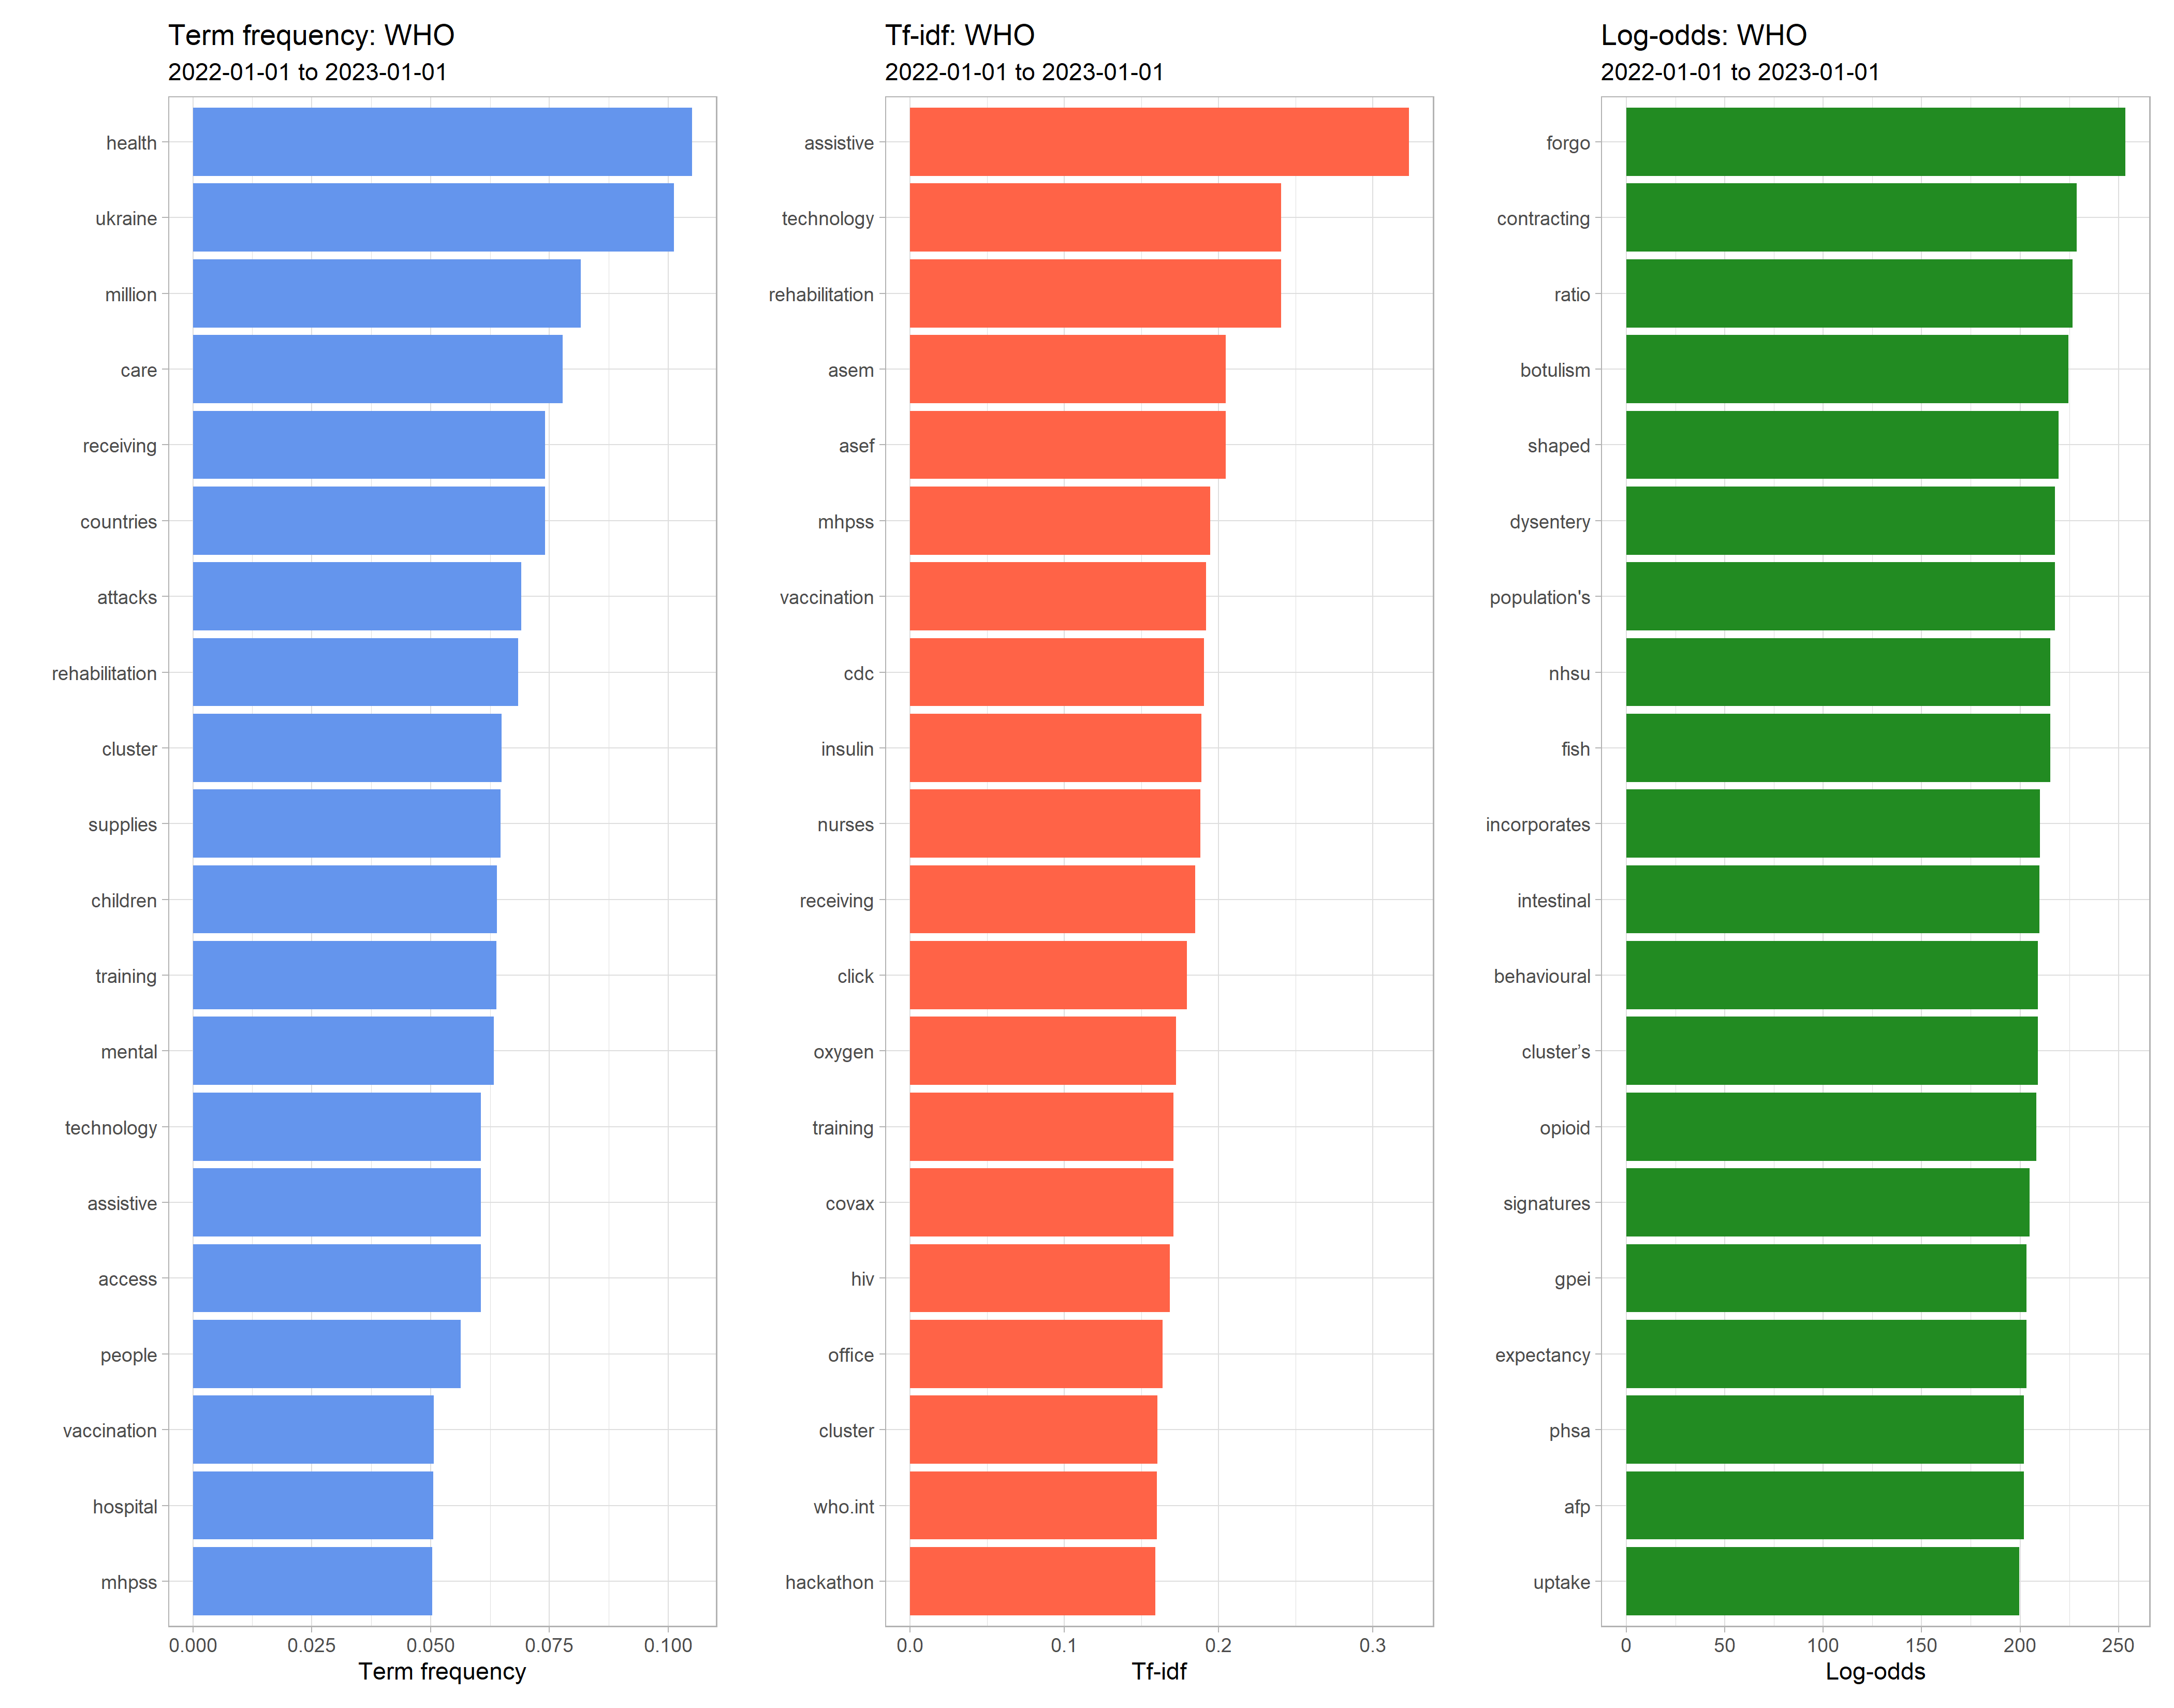 Term frequency: WHO
2022-01-01 to 2023-01-01
health
ukraine
million
care
receiving
countries
attacks
rehabilitation
cluster
supplies
children
training
mental
technology
assistive
access
people
vaccination
hospital
mhpss
0.000 0.025 0.050 0.075 0.100
Term frequency
Tf-idf: WHO
2022-01-01 to 2023-01-01
assistive
technology
rehabilitation
asem
asef
mhpss
vaccination
cdc
insulin
nurses
receiving
click
oxygen
training
covax
hiv
office
cluster
who.int
hackathon
0.0 0.1 0.2 0.3
Tf-idf
Log-odds: WHO
2022-01-01 to 2023-01-01
forgo
contracting
ratio
botulism
shaped
dysentery
population's
nhsu
fish
incorporates
intestinal
behavioural
cluster’s
opioid
signatures
gpei
expectancy
phsa
afp
uptake
0 50 100 150 200 250
Log-odds